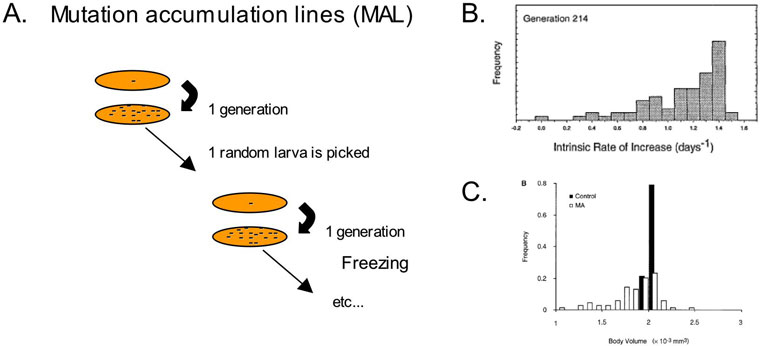 A. Mutation accumulation lines (MAL)
1 generation
1 random larva is picked
1 generation
Freezing
etc...
B.
Generation 214
Frequency
-0.2 0.0 0.2 0.4 0.6 0.8 1.0 1.2 1.4 1.6
Intrinsic Rate of Increase (days-1)
C.
B
Control
MA
Frequency
0.8
0.6
0.4
0.2
0
1 1.5 2 2.5 3
Body Volume (× 10-3 mm3)